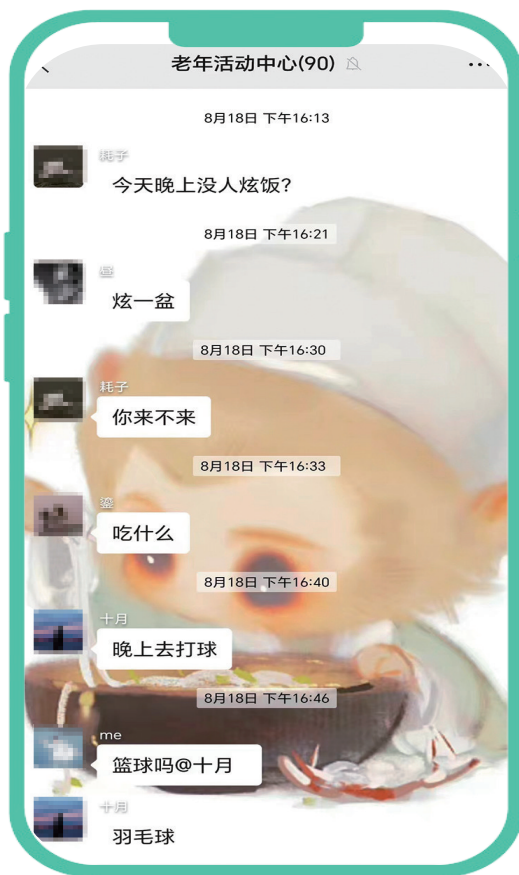 老年活动中心(90)
8月18日 下午16:13
耗子
今天晚上没人炫饭?
8月18日 下午16:21
昼
炫一盆
8月18日 下午16:30
耗子
你来不来
8月18日 下午16:33
鎏
吃什么
8月18日 下午16:40
十月
晚上去打球
8月18日 下午16:46
me
篮球吗@十月
十月
羽毛球